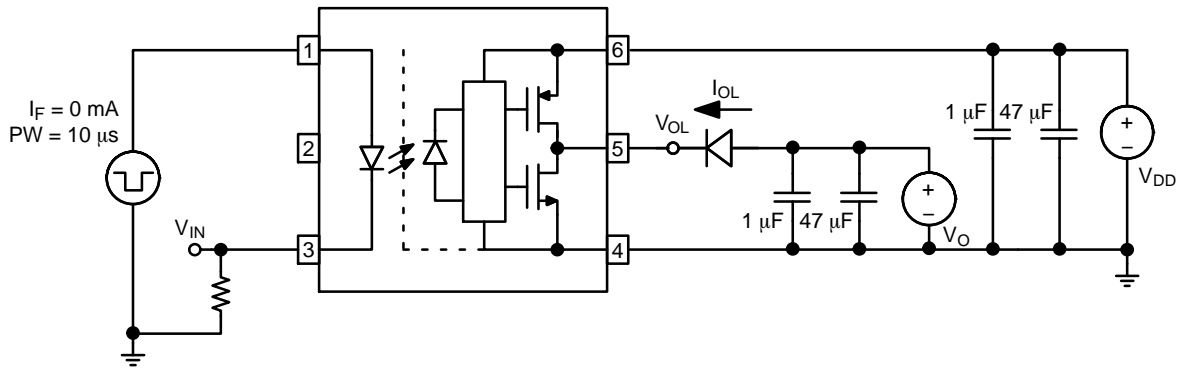 1
6
I_F = 0 mA
PW = 10 μs
I_OL
1 μF 47 μF
V_OL
2
5
V_DD
1 μF 47 μF
V_IN
V_O
3
4